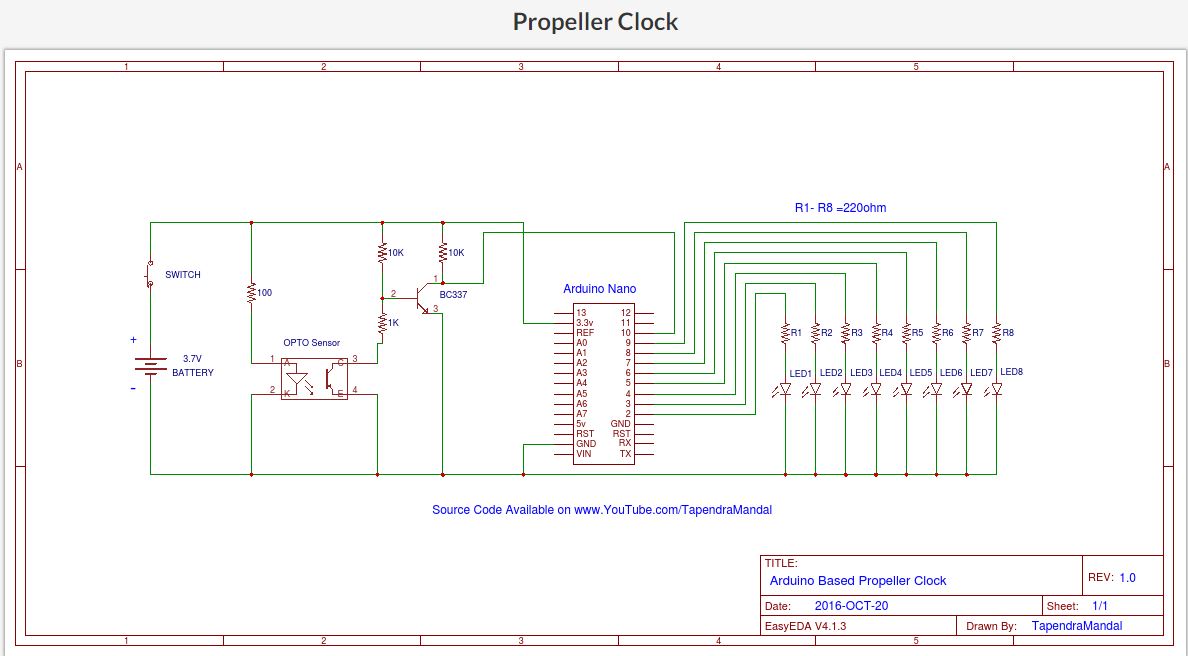 Propeller Clock
1 2 3 4 5
A A
R1- R8 =220ohm
10K 10K
SWITCH
1
100
2 BC337
Arduino Nano
3
1K
+
OPTO Sensor
3.7V
BATTERY
-
1 A C 3
2 K E 4
13 12
3.3v 11
REF 10
A0 9
A1 8
A2 7
A3 6
A4 5
A5 4
A6 3
A7 2
5v GND
RST RST
GND RX
VIN TX
R1 R2 R3 R4 R5 R6 R7 R8
LED1 LED2 LED3 LED4 LED5 LED6 LED7 LED8
B B
Source Code Available on www.YouTube.com/TapendraMandal
TITLE:
Arduino Based Propeller Clock
REV: 1.0
Date: 2016-OCT-20
Sheet: 1/1
EasyEDA V4.1.3
Drawn By: TapendraMandal
1 2 3 4 5